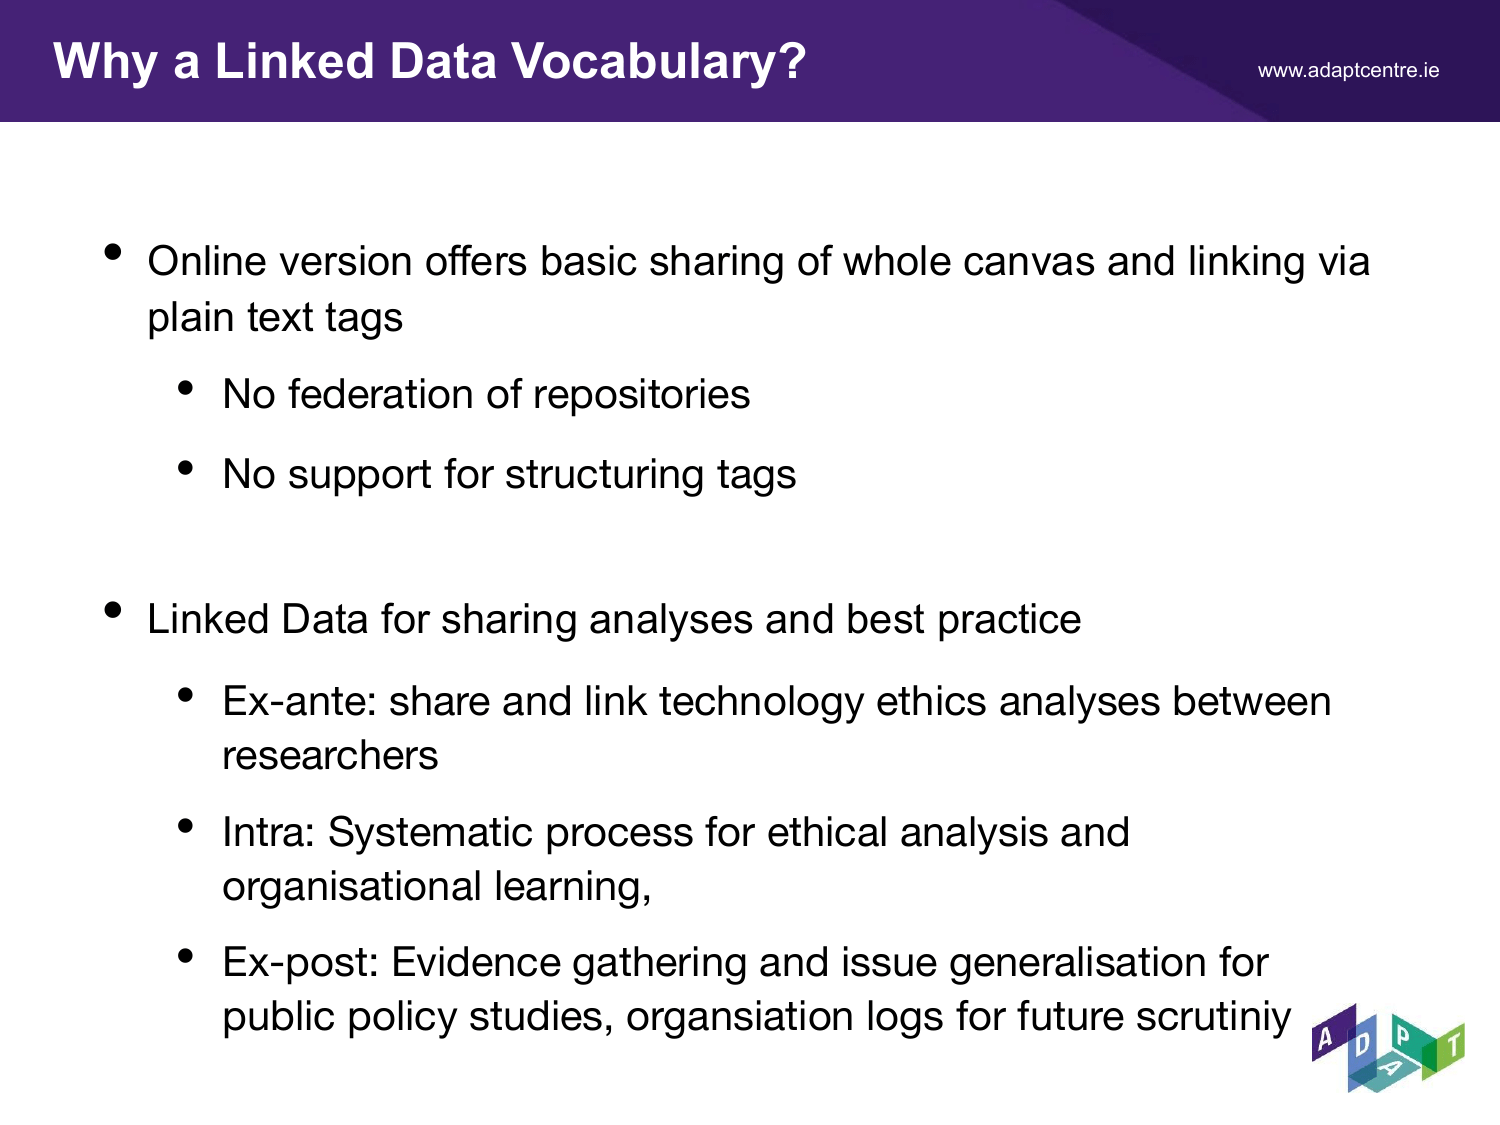 Why a Linked Data Vocabulary?
www.adaptcentre.ie
• Online version offers basic sharing of whole canvas and linking via
plain text tags
• No federation of repositories
• No support for structuring tags
• Linked Data for sharing analyses and best practice
• Ex-ante: share and link technology ethics analyses between
researchers
• Intra: Systematic process for ethical analysis and
organisational learning,
• Ex-post: Evidence gathering and issue generalisation for
public policy studies, organsiation logs for future scrutiniy
ADAPT